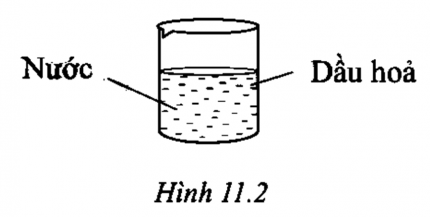 Nước
Dầu hoả
Hình 11.2